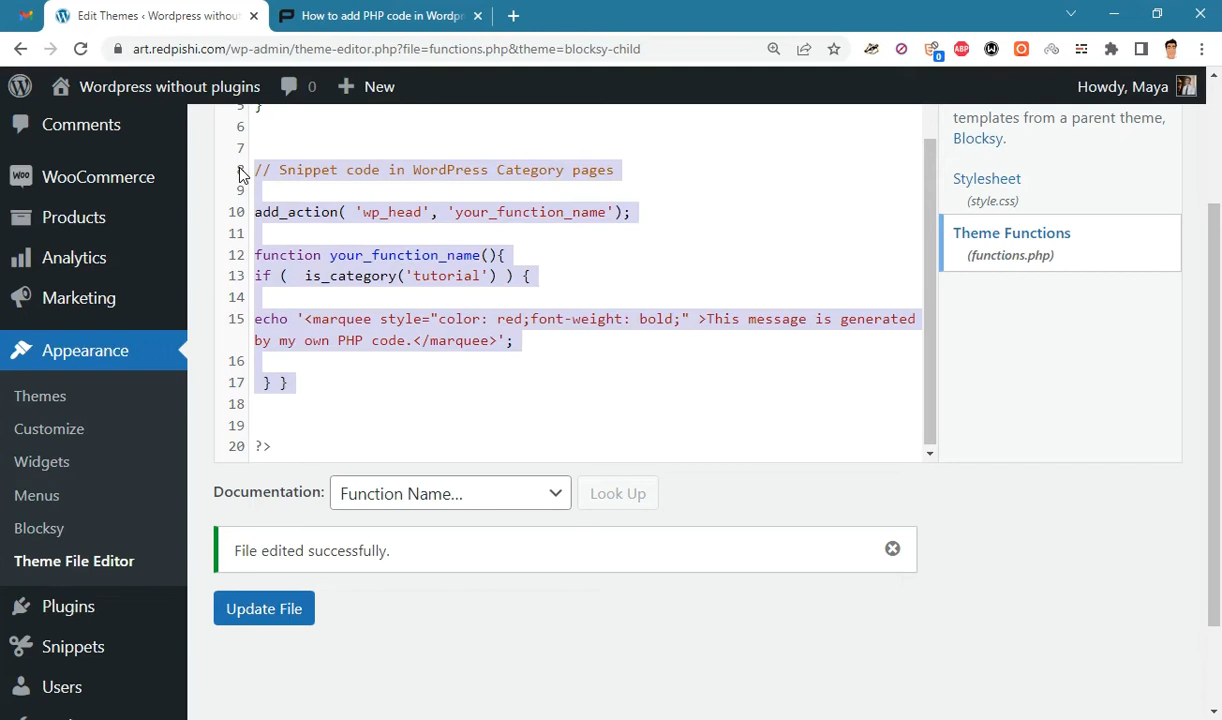 Edit Themes ‹ Wordpress withou
How to add PHP code in Wordp
art.redpishi.com/wp-admin/theme-editor.php?file=functions.php&theme=blocksy-child
0
ABP
Wordpress without plugins
0
New
Howdy, Maya
Comments
WooCommerce
Products
Analytics
Marketing
Appearance
Themes
Customize
Widgets
Menus
Blocksy
Theme File Editor
Plugins
Snippets
Users
5 }
6
7
8 // Snippet code in WordPress Category pages
9
10 add_action( 'wp_head', 'your_function_name');
11
12 function your_function_name(){
13 if (  is_category('tutorial') ) {
14
15 echo '<marquee style="color: red;font-weight: bold;" >This message is generated
by my own PHP code.</marquee>';
16
17  } }
18
19
20 ?>
templates from a parent theme,
Blocksy.
Stylesheet
(style.css)
Theme Functions
(functions.php)
Documentation:
Function Name...
Look Up
File edited successfully.
Update File